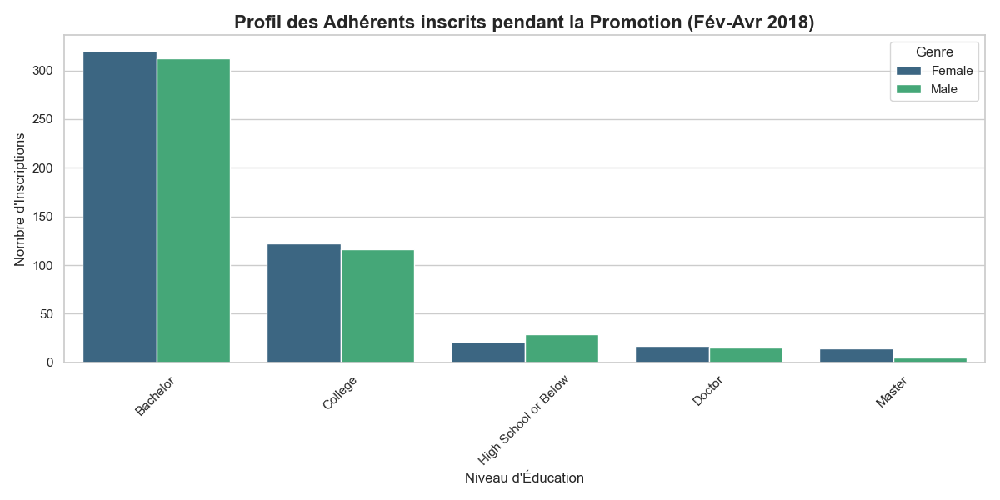 Profil des Adhérents inscrits pendant la Promotion (Fév-Avr 2018)
Genre
Female
Male
Nombre d'Inscriptions
300
250
200
150
100
50
0
Bachelor
College
High School or Below
Doctor
Master
Niveau d'Éducation